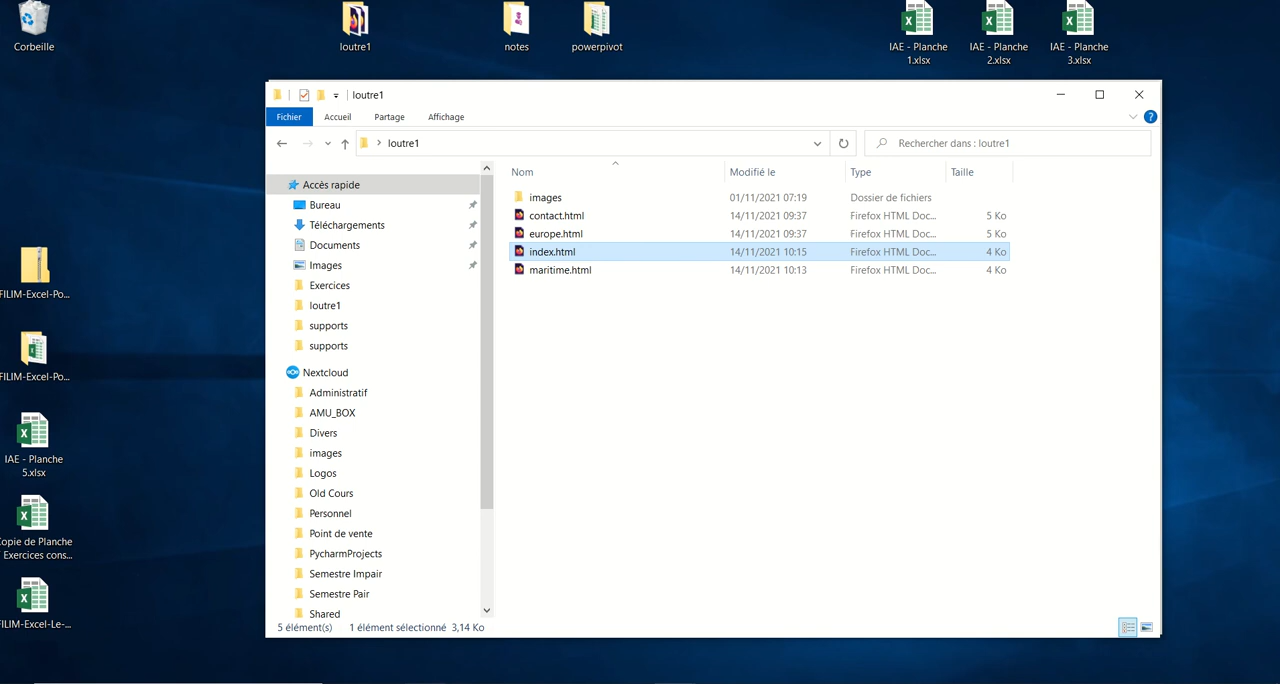 Corbeille
loutre1
notes
powerpivot
IAE - Planche
1.xlsx
IAE - Planche
2.xlsx
IAE - Planche
3.xlsx
FILIM-Excel-Po...
FILIM-Excel-Po...
IAE - Planche
5.xlsx
Copie de Planche
Exercices cons...
FILIM-Excel-Le-...
loutre1
Fichier
Accueil
Partage
Affichage
loutre1
Rechercher dans : loutre1
Accès rapide
Bureau
Téléchargements
Documents
Images
Exercices
loutre1
supports
supports
Nextcloud
Administratif
AMU_BOX
Divers
images
Logos
Old Cours
Personnel
Point de vente
PycharmProjects
Semestre Impair
Semestre Pair
Shared
Nom Modifié le Type Taille
images 01/11/2021 07:19 Dossier de fichiers
contact.html 14/11/2021 09:37 Firefox HTML Doc... 5 Ko
europe.html 14/11/2021 09:37 Firefox HTML Doc... 5 Ko
index.html 14/11/2021 10:15 Firefox HTML Doc... 4 Ko
maritime.html 14/11/2021 10:13 Firefox HTML Doc... 4 Ko
5 élément(s) 1 élément sélectionné 3,14 Ko